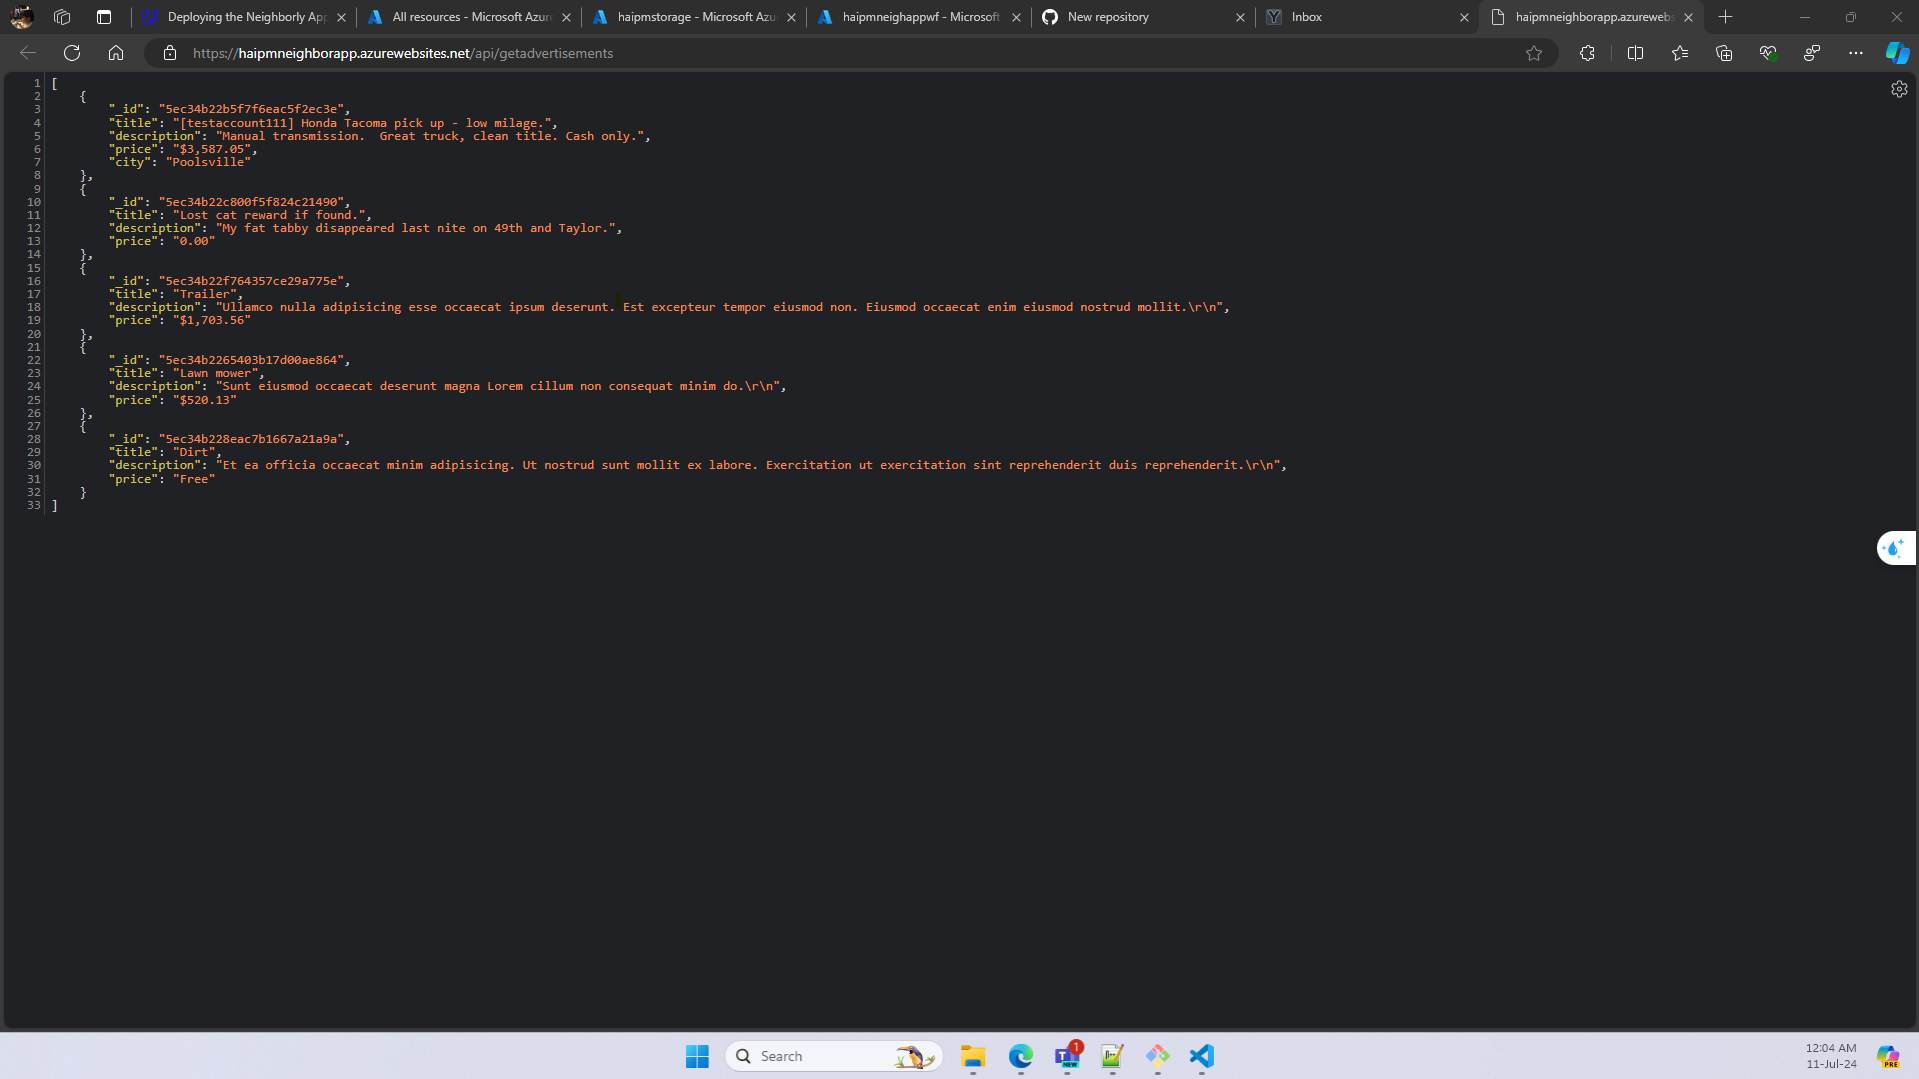 Deploying the Neighborly App
All resources - Microsoft Azure
haipmstorage - Microsoft Azu
haipmneighappwf - Microsoft
New repository
Inbox
haipmneighborapp.azurewebs
https://haipmneighborapp.azurewebsites.net/api/getadvertisements
1 [
2 {
3 "_id": "5ec34b22b5f7f6eac5f2ec3e",
4 "title": "[testaccount111] Honda Tacoma pick up - low milage.",
5 "description": "Manual transmission.  Great truck, clean title. Cash only.",
6 "price": "$3,587.05",
7 "city": "Poolsville"
8 },
9 {
10 "_id": "5ec34b22c800f5f824c21490",
11 "title": "Lost cat reward if found.",
12 "description": "My fat tabby disappeared last nite on 49th and Taylor.",
13 "price": "0.00"
14 },
15 {
16 "_id": "5ec34b22f764357ce29a775e",
17 "title": "Trailer",
18 "description": "Ullamco nulla adipisicing esse occaecat ipsum deserunt. Est excepteur tempor eiusmod non. Eiusmod occaecat enim eiusmod nostrud mollit.\r\n",
19 "price": "$1,703.56"
20 },
21 {
22 "_id": "5ec34b2265403b17d00ae864",
23 "title": "Lawn mower",
24 "description": "Sunt eiusmod occaecat deserunt magna Lorem cillum non consequat minim do.\r\n",
25 "price": "$520.13"
26 },
27 {
28 "_id": "5ec34b228eac7b1667a21a9a",
29 "title": "Dirt",
30 "description": "Et ea officia occaecat minim adipisicing. Ut nostrud sunt mollit ex labore. Exercitation ut exercitation sint reprehenderit duis reprehenderit.\r\n",
31 "price": "Free"
32 }
33 ]
Search
1
NEW
12:04 AM
11-Jul-24
PRE